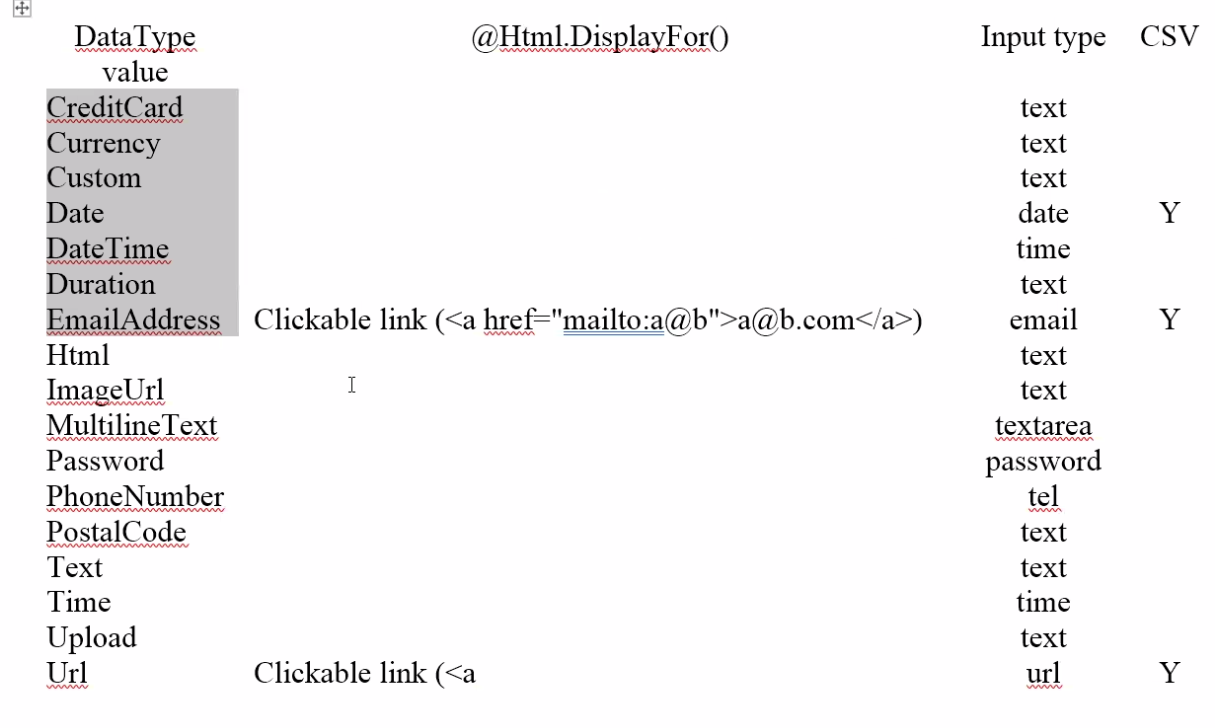 DataType @Html.DisplayFor() Input type CSV
value
CreditCard text
Currency text
Custom text
Date date Y
DateTime time
Duration text
EmailAddress Clickable link (<a href="mailto:a@b">a@b.com</a>) email Y
Html text
ImageUrl text
MultilineText textarea
Password password
PhoneNumber tel
PostalCode text
Text text
Time time
Upload text
Url Clickable link (<a url Y